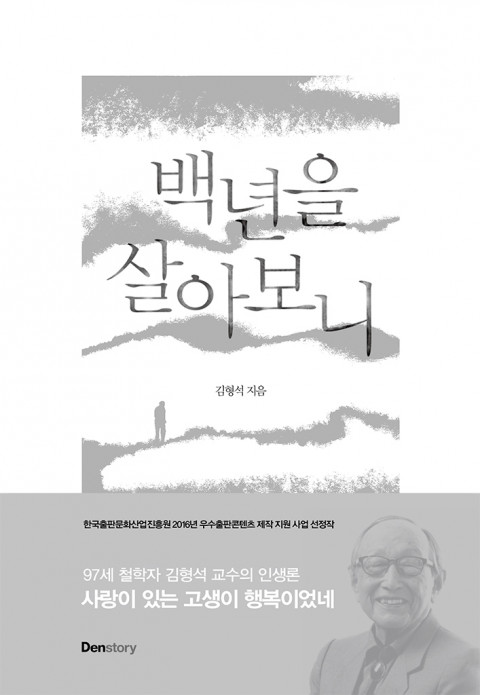 백년을
살아보니
김형석 지음
한국출판문화산업진흥원 2016년 우수출판콘텐츠 제작 지원 사업 선정작
97세 철학자 김형석 교수의 인생론
사랑이 있는 고생이 행복이었네
Denstory